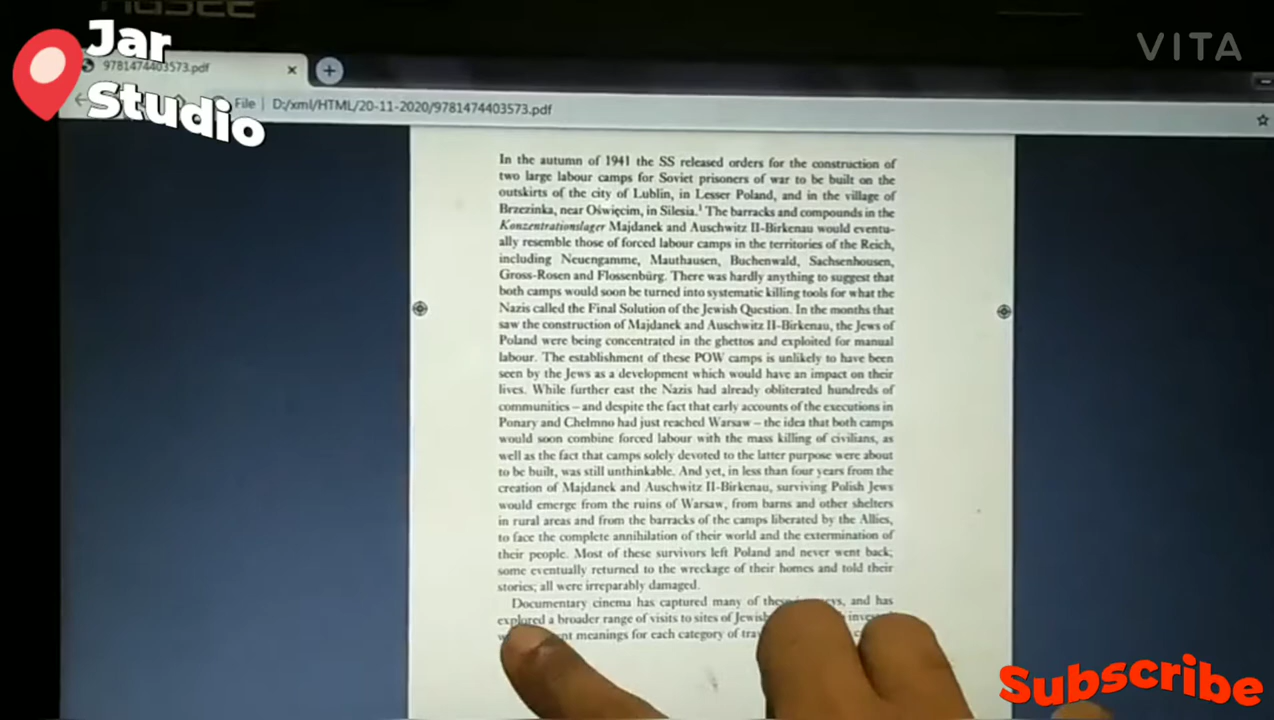 Jar
Studio
VITA
9781474403573.pdf
File D:/xml/HTML/20-11-2020/9781474403573.pdf
In the autumn of 1941 the SS released orders for the construction of
two large labour camps for Soviet prisoners of war to be built on the
outskirts of the city of Lublin, in Lesser Poland, and in the village of
Brzezinka, near Oświęcim, in Silesia.¹ The barracks and compounds in the
Konzentrationslager Majdanek and Auschwitz II-Birkenau would eventu-
ally resemble those of forced labour camps in the territories of the Reich,
including Neuengamme, Mauthausen, Buchenwald, Sachsenhousen,
Gross-Rosen and Flossenbürg. There was hardly anything to suggest that
both camps would soon be turned into systematic killing tools for what the
Nazis called the Final Solution of the Jewish Question. In the months that
saw the construction of Majdanek and Auschwitz II-Birkenau, the Jews of
Poland were being concentrated in the ghettos and exploited for manual
labour. The establishment of these POW camps is unlikely to have been
seen by the Jews as a development which would have an impact on their
lives. While further east the Nazis had already obliterated hundreds of
communities – and despite the fact that early accounts of the executions in
Ponary and Chelmno had just reached Warsaw – the idea that both camps
would soon combine forced labour with the mass killing of civilians, as
well as the fact that camps solely devoted to the latter purpose were about
to be built, was still unthinkable. And yet, in less than four years from the
creation of Majdanek and Auschwitz II-Birkenau, surviving Polish Jews
would emerge from the ruins of Warsaw, from barns and other shelters
in rural areas and from the barracks of the camps liberated by the Allies,
to face the complete annihilation of their world and the extermination of
their people. Most of these survivors left Poland and never went back;
some eventually returned to the wreckage of their homes and told their
stories; all were irreparably damaged.
Documentary cinema has captured many of these and has
explored a broader range of visits to sites of
meanings for each category of
Subscribe